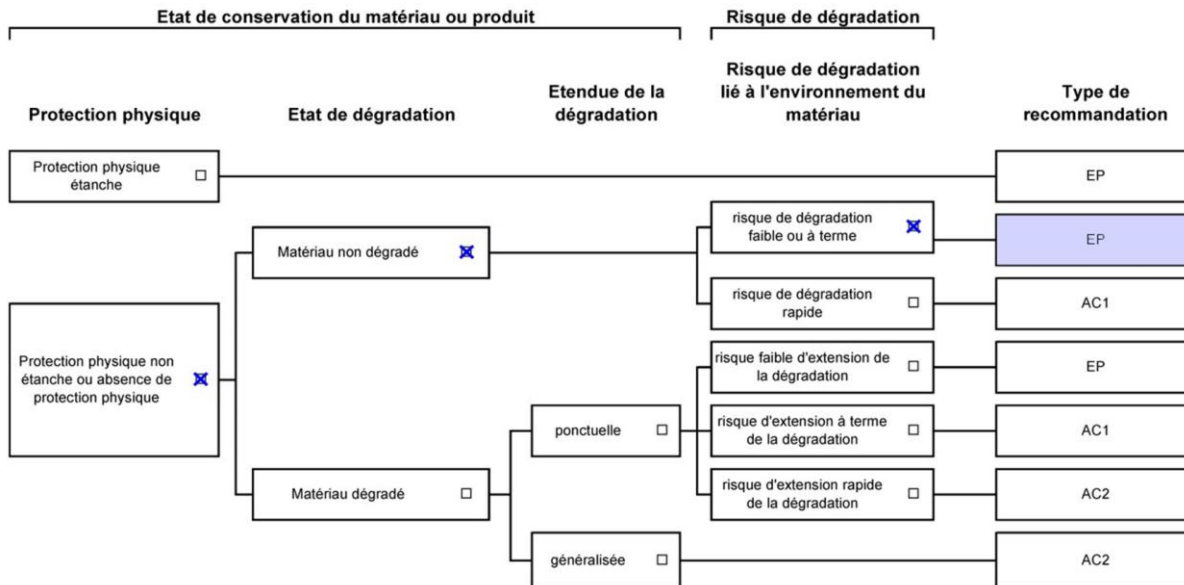 Etat de conservation du matériau ou produit
Risque de dégradation
Protection physique
Etat de dégradation
Etendue de la
dégradation
Risque de dégradation
lié à l'environnement du
matériau
Type de
recommandation
Protection physique
étanche
EP
Matériau non dégradé
risque de dégradation
faible ou à terme
EP
risque de dégradation
rapide
AC1
Protection physique non
étanche ou absence de
protection physique
risque faible d'extension de
la dégradation
EP
ponctuelle
risque d'extension à terme
de la dégradation
AC1
Matériau dégradé
risque d'extension rapide
de la dégradation
AC2
généralisée
AC2